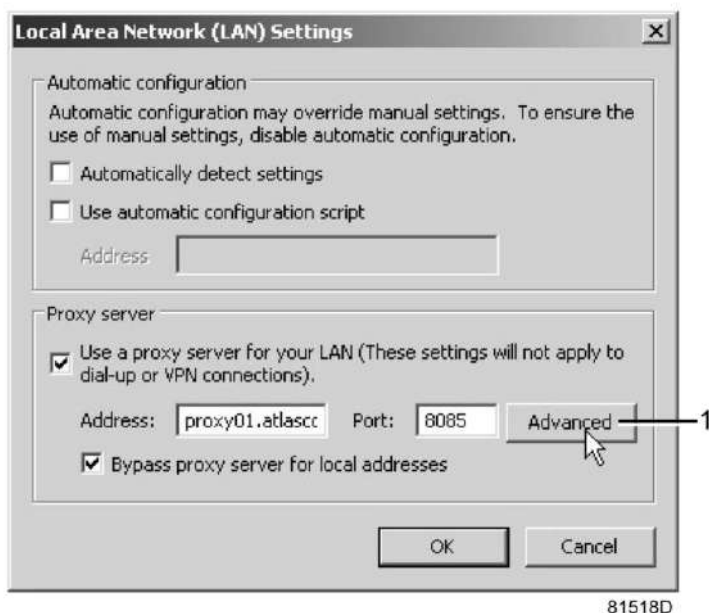 Local Area Network (LAN) Settings
Automatic configuration
Automatic configuration may override manual settings. To ensure the
use of manual settings, disable automatic configuration.
Automatically detect settings
Use automatic configuration script
Address
Proxy server
Use a proxy server for your LAN (These settings will not apply to
dial-up or VPN connections).
Address: proxy01.atlascc Port: 8085 Advanced 1
Bypass proxy server for local addresses
OK Cancel
81518D